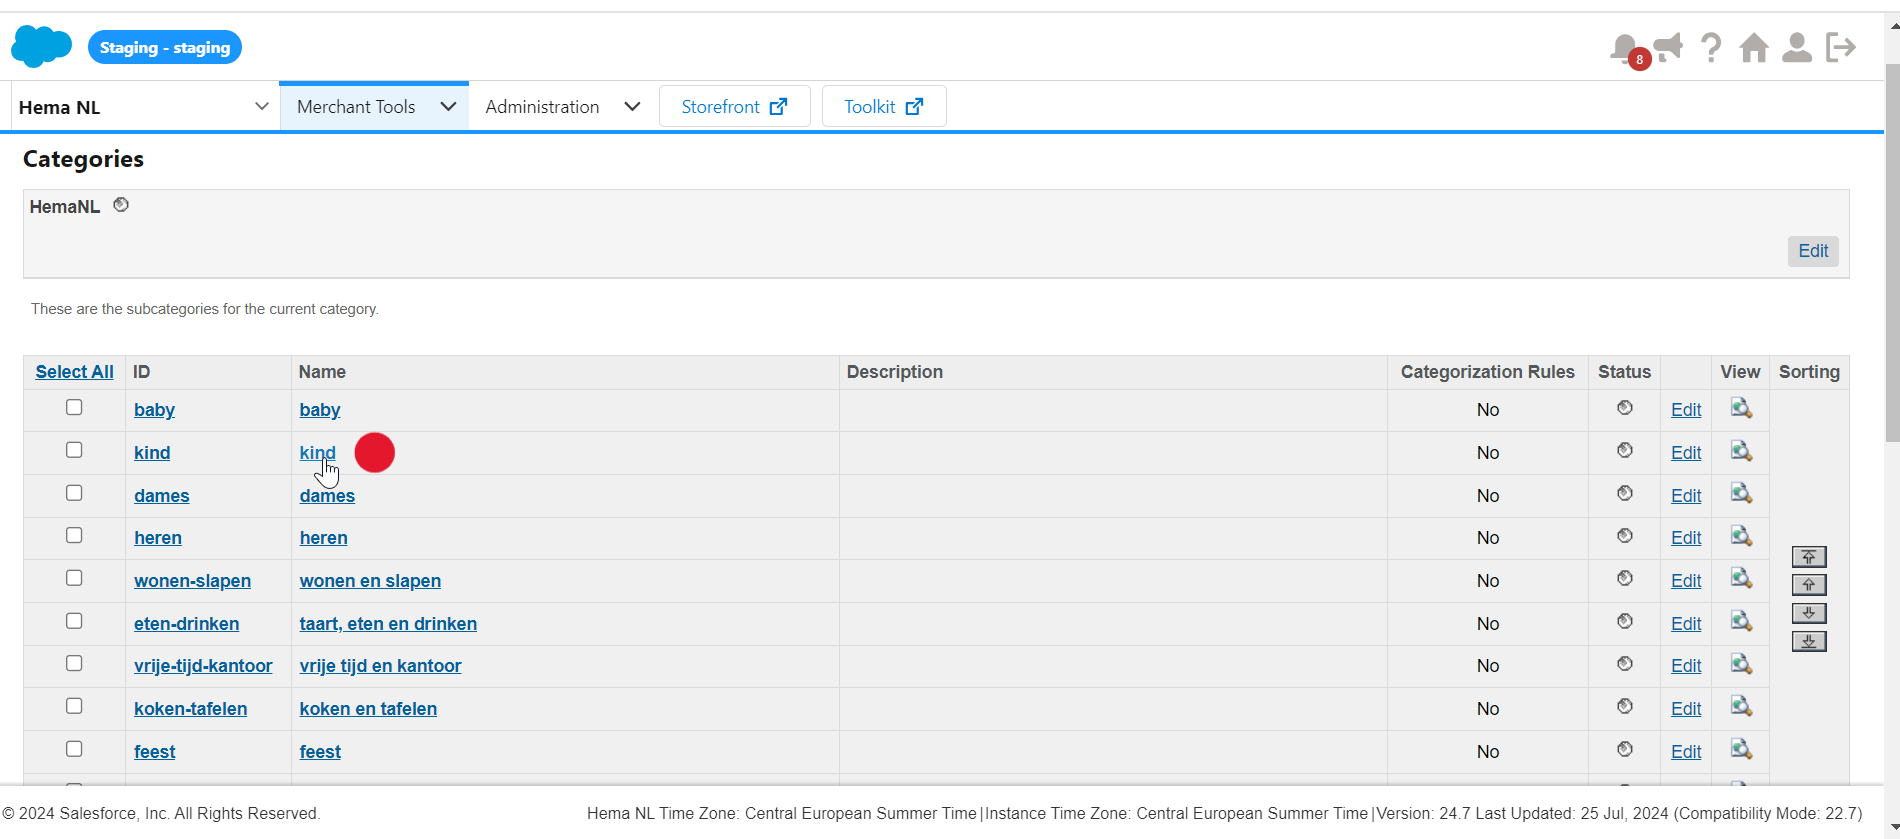 Staging - staging
8
Hema NL Merchant Tools Administration Storefront Toolkit
Categories
HemaNL
Edit
These are the subcategories for the current category.
Select All ID Name Description Categorization Rules Status View Sorting
baby baby No Edit
kind kind No Edit
dames dames No Edit
heren heren No Edit
wonen-slapen wonen en slapen No Edit
eten-drinken taart, eten en drinken No Edit
vrije-tijd-kantoor vrije tijd en kantoor No Edit
koken-tafelen koken en tafelen No Edit
feest feest No Edit
© 2024 Salesforce, Inc. All Rights Reserved. Hema NL Time Zone: Central European Summer Time|Instance Time Zone: Central European Summer Time|Version: 24.7 Last Updated: 25 Jul, 2024 (Compatibility Mode: 22.7)